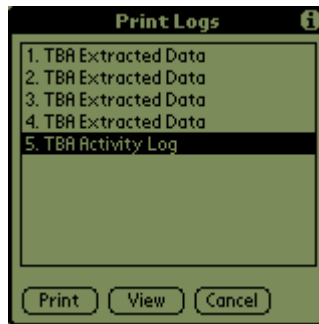 Print Logs
1. TBA Extracted Data
2. TBA Extracted Data
3. TBA Extracted Data
4. TBA Extracted Data
5. TBA Activity Log
Print View Cancel